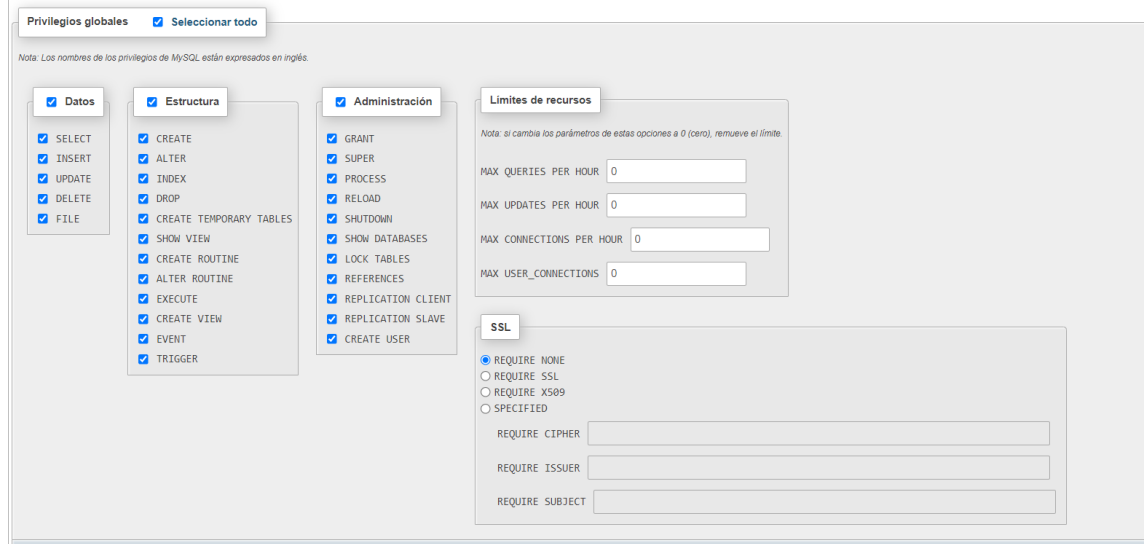 Privilegios globales Seleccionar todo
Nota: Los nombres de los privilegios de MySQL están expresados en inglés.
Datos
SELECT
INSERT
UPDATE
DELETE
FILE
Estructura
CREATE
ALTER
INDEX
DROP
CREATE TEMPORARY TABLES
SHOW VIEW
CREATE ROUTINE
ALTER ROUTINE
EXECUTE
CREATE VIEW
EVENT
TRIGGER
Administración
GRANT
SUPER
PROCESS
RELOAD
SHUTDOWN
SHOW DATABASES
LOCK TABLES
REFERENCES
REPLICATION CLIENT
REPLICATION SLAVE
CREATE USER
Limites de recursos
Nota: si cambia los parámetros de estas opciones a 0 (cero), remueve el límite.
MAX QUERIES PER HOUR 0
MAX UPDATES PER HOUR 0
MAX CONNECTIONS PER HOUR 0
MAX USER_CONNECTIONS 0
SSL
REQUIRE NONE
REQUIRE SSL
REQUIRE X509
SPECIFIED
REQUIRE CIPHER
REQUIRE ISSUER
REQUIRE SUBJECT